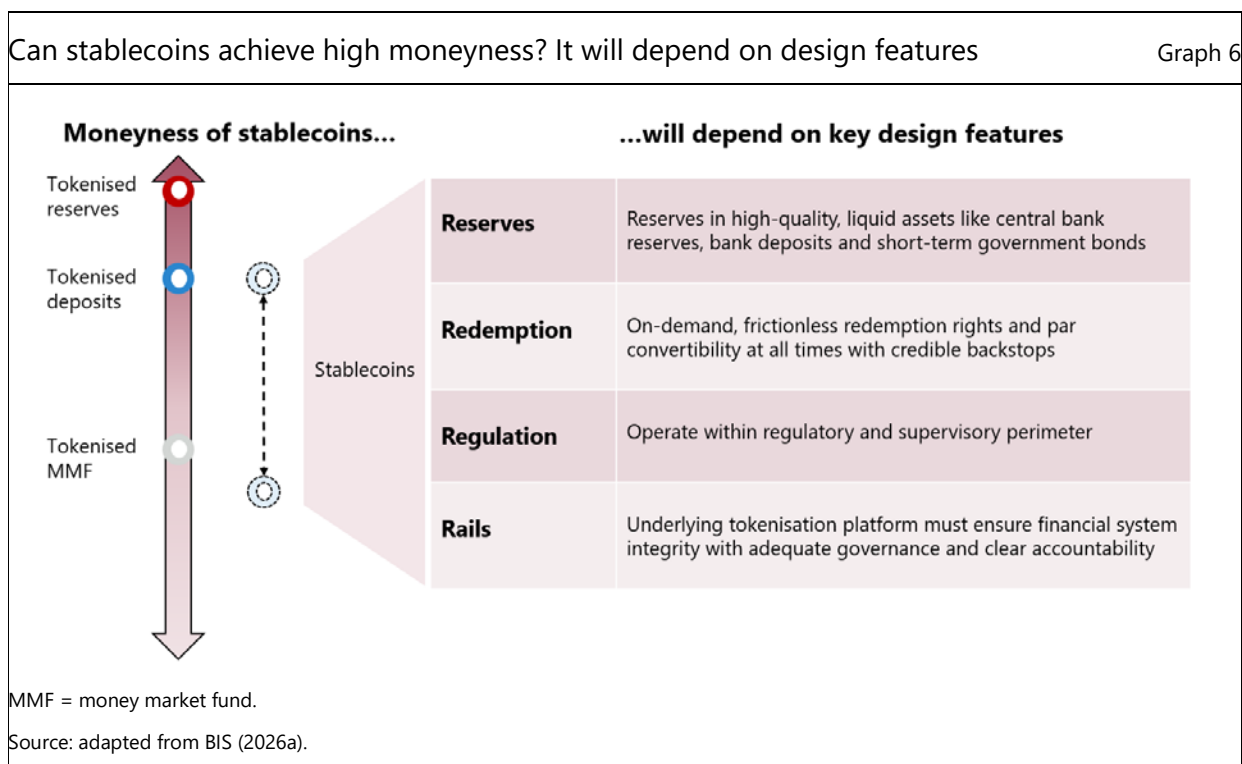 Can stablecoins achieve high moneyness? It will depend on design features
Graph 6
Moneyness of stablecoins...
...will depend on key design features
Tokenised
reserves
Tokenised
deposits
Tokenised
MMF
Stablecoins
Reserves
Reserves in high-quality, liquid assets like central bank
reserves, bank deposits and short-term government bonds
Redemption
On-demand, frictionless redemption rights and par
convertibility at all times with credible backstops
Regulation
Operate within regulatory and supervisory perimeter
Rails
Underlying tokenisation platform must ensure financial system
integrity with adequate governance and clear accountability
MMF = money market fund.
Source: adapted from BIS (2026a).